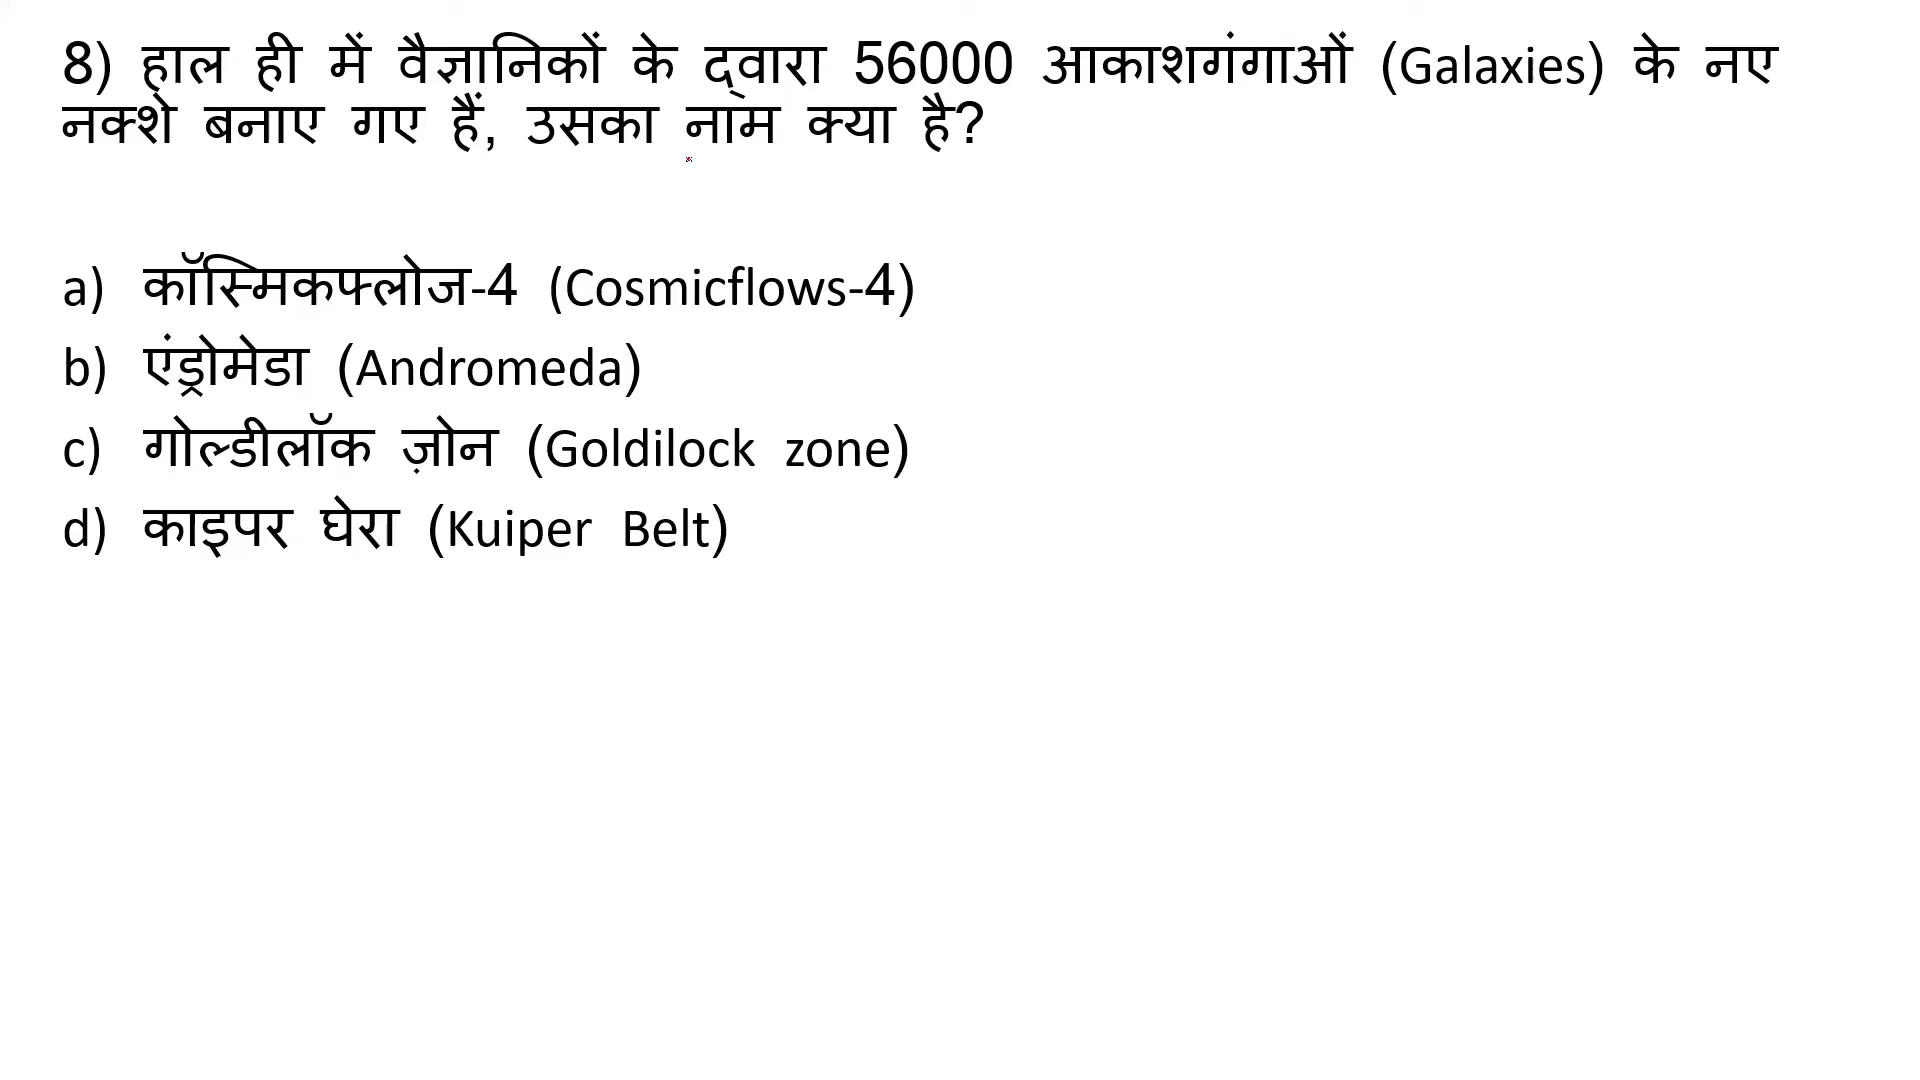 8) हाल ही में वैज्ञानिकों के द्वारा 56000 आकाशगंगाओं (Galaxies) के नए
नक्शे बनाए गए हैं, उसका नाम क्या है?
a) कॉस्मिकफ्लोज-4 (Cosmicflows-4)
b) एंड्रोमेडा (Andromeda)
c) गोल्डीलॉक ज़ोन (Goldilock zone)
d) काइपर घेरा (Kuiper Belt)